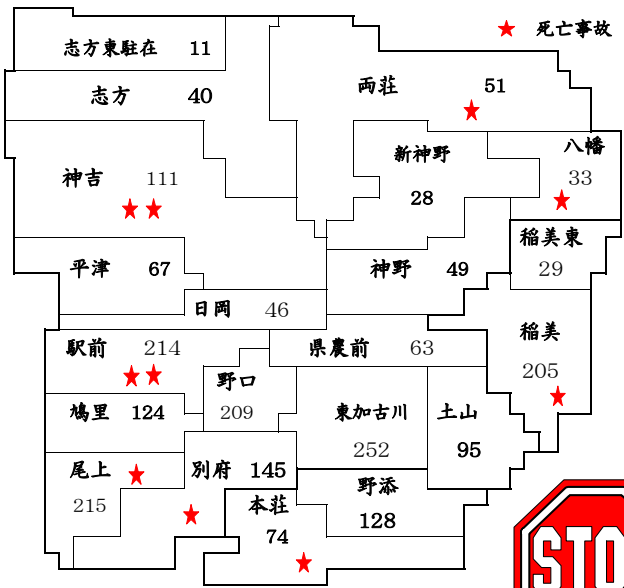 ★ 死亡事故
志方東駐在 11
志方 40
両荘 51
八幡
33
新神野
28
神吉 111
稲美東
29
平津 67
神野 49
日岡 46
稲美
205
駅前 214
県農前 63
野口
209
鳩里 124
東加古川
252
土山
95
尾上
215
別府 145
野添
128
本荘
74
STO